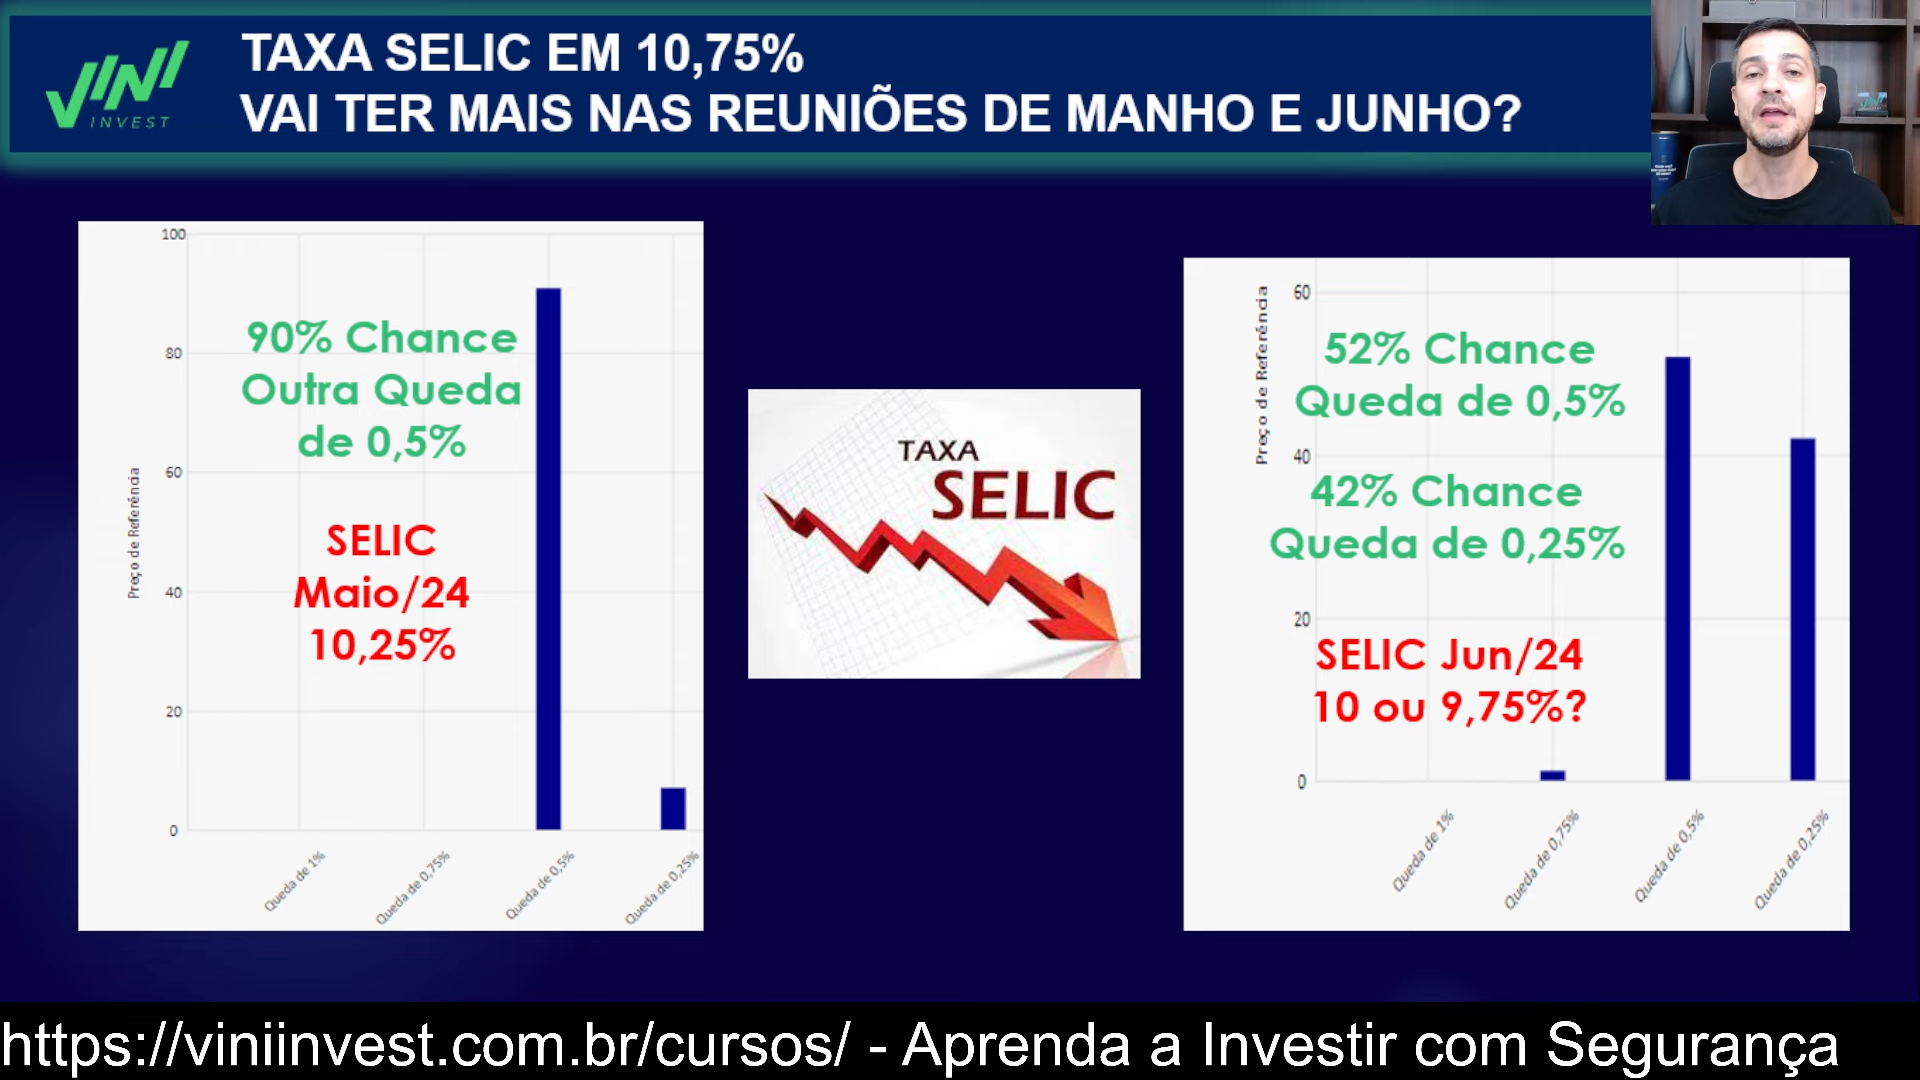 VINI
INVEST
TAXA SELIC EM 10,75%
VAI TER MAIS NAS REUNIÕES DE MANHO E JUNHO?
100
80
60
40
20
0
Preço de Referência
90% Chance
Outra Queda
de 0,5%
SELIC
Maio/24
10,25%
Queda de 1%
Queda de 0,75%
Queda de 0,5%
Queda de 0,25%
TAXA
SELIC
60
40
20
0
Preço de Referência
52% Chance
Queda de 0,5%
42% Chance
Queda de 0,25%
SELIC Jun/24
10 ou 9,75%?
Queda de 1%
Queda de 0,75%
Queda de 0,5%
Queda de 0,25%
https://viniinvest.com.br/cursos/ - Aprenda a Investir com Segurança